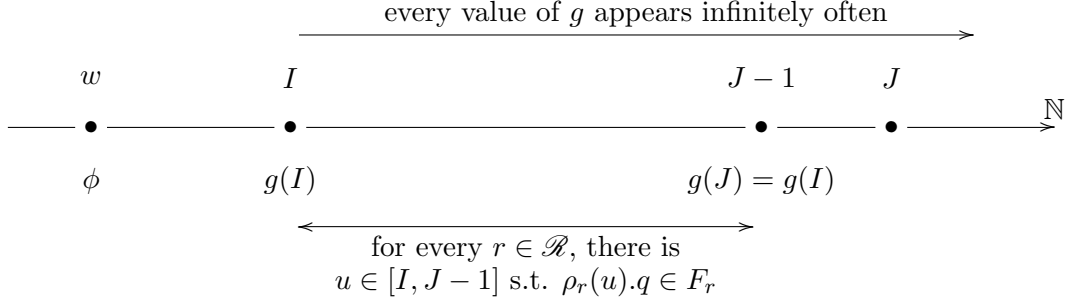 every value of g appears infinitely often
w I J − 1 J
ℕ
ϕ g(I) g(J) = g(I)
for every r ∈ ℛ, there is
u ∈ [I, J − 1] s.t. ρ_r(u).q ∈ F_r